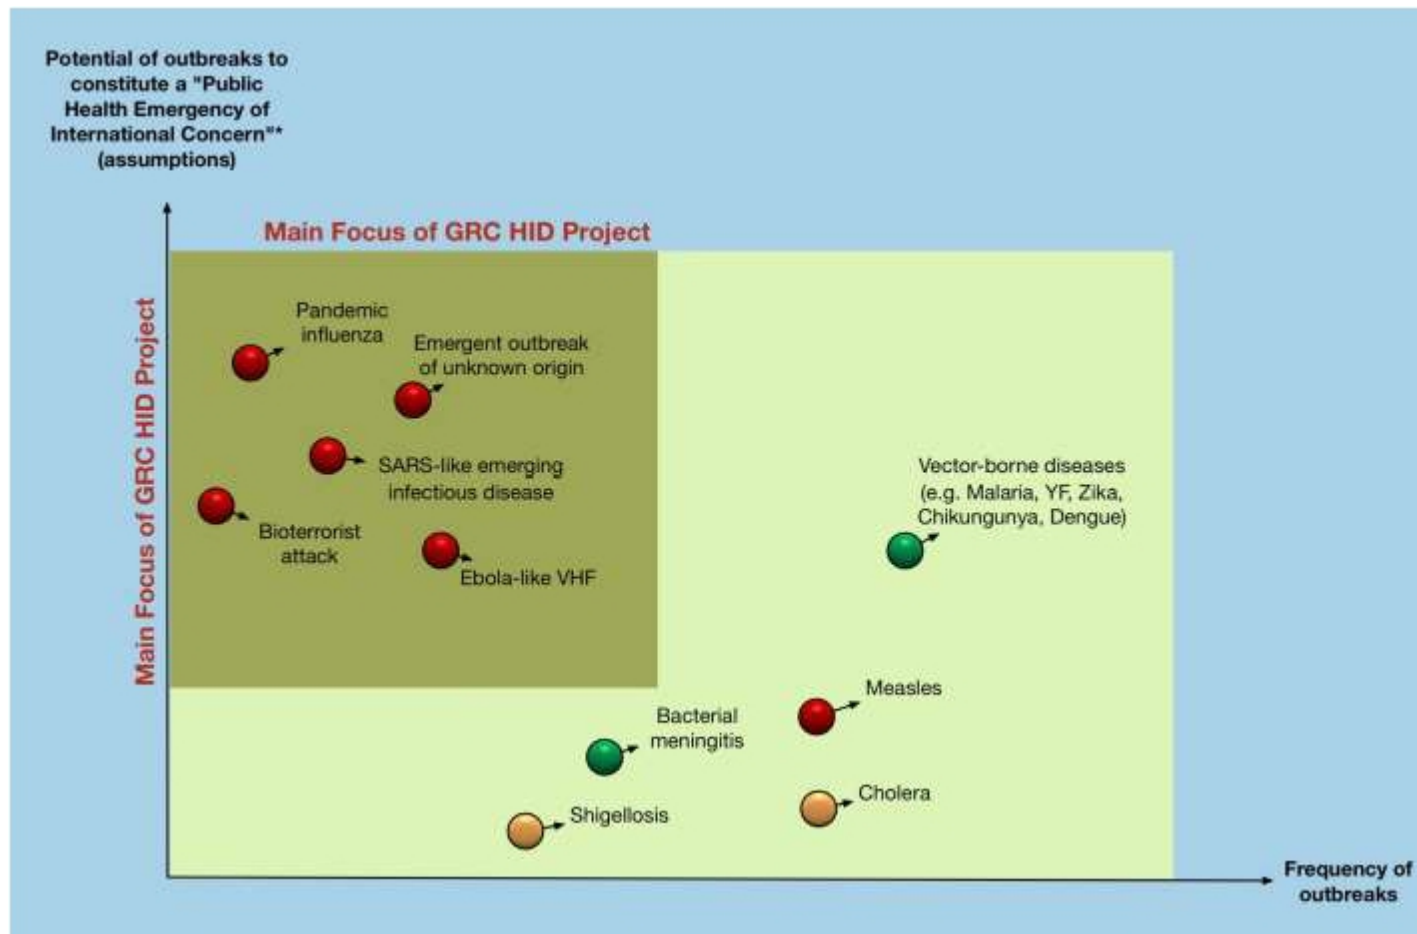 Potential of outbreaks to
constitute a "Public
Health Emergency of
International Concern"*
(assumptions)
Main Focus of GRC HID Project
Main Focus of GRC HID Project
Pandemic
influenza
Emergent outbreak
of unknown origin
SARS-like emerging
infectious disease
Bioterrorist
attack
Ebola-like VHF
Vector-borne diseases
(e.g. Malaria, YF, Zika,
Chikungunya, Dengue)
Measles
Bacterial
meningitis
Cholera
Shigellosis
Frequency of
outbreaks